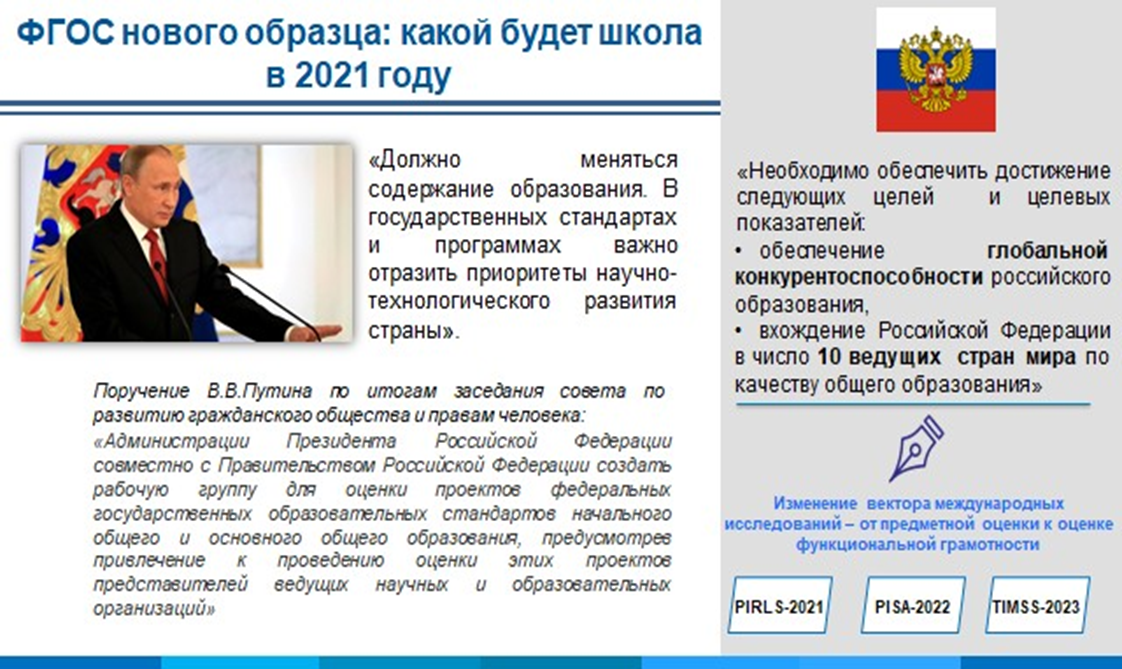 ФГОС нового образца: какой будет школа
в 2021 году
«Должно меняться
содержание образования. В
государственных стандартах
и программах важно
отразить приоритеты научно-
технологического развития
страны».
Поручение В.В.Путина по итогам заседания совета по
развитию гражданского общества и правам человека:
«Администрации Президента Российской Федерации
совместно с Правительством Российской Федерации создать
рабочую группу для оценки проектов федеральных
государственных образовательных стандартов начального
общего и основного общего образования, предусмотрев
привлечение к проведению оценки этих проектов
представителей ведущих научных и образовательных
организаций»
«Необходимо обеспечить достижение
следующих целей и целевых
показателей:
• обеспечение глобальной
конкурентоспособности российского
образования,
• вхождение Российской Федерации
в число 10 ведущих стран мира по
качеству общего образования»
Изменение вектора международных
исследований – от предметной оценки к оценке
функциональной грамотности
PIRLS-2021
PISA-2022
TIMSS-2023